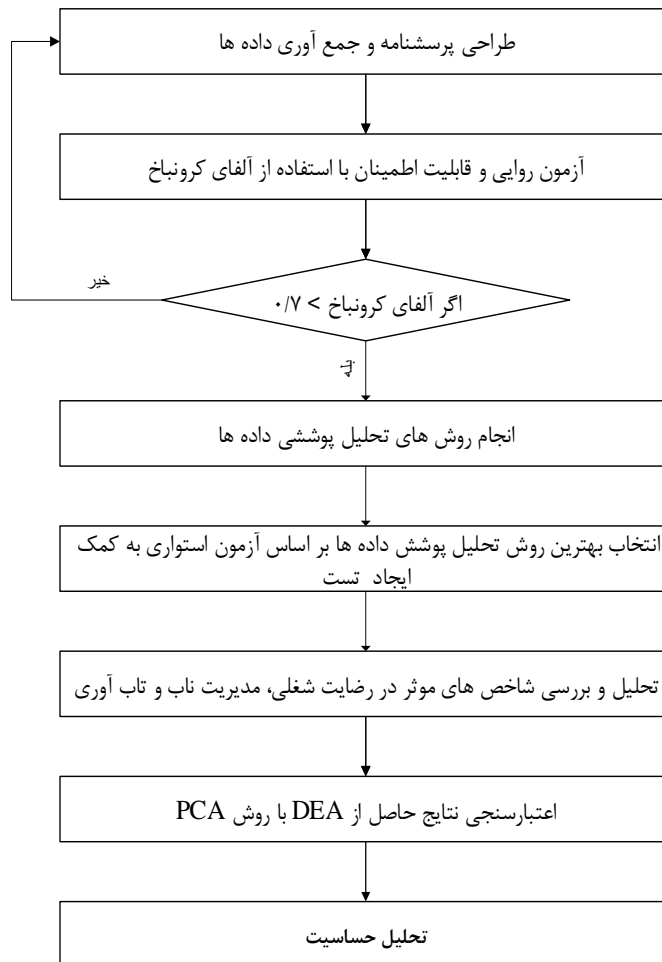 طراحی پرسشنامه و جمع آوری داده ها
آزمون روایی و قابلیت اطمینان با استفاده از آلفای کرونباخ
اگر آلفای کرونباخ > ۰/۷
خیر
بله
انجام روش های تحلیل پوششی داده ها
انتخاب بهترین روش تحلیل پوشش داده ها بر اساس آزمون استواری به کمک
ایجاد تست
تحلیل و بررسی شاخص های موثر در رضایت شغلی، مدیریت ناب و تاب آوری
اعتبارسنجی نتایج حاصل از DEA با روش PCA
تحلیل حساسیت